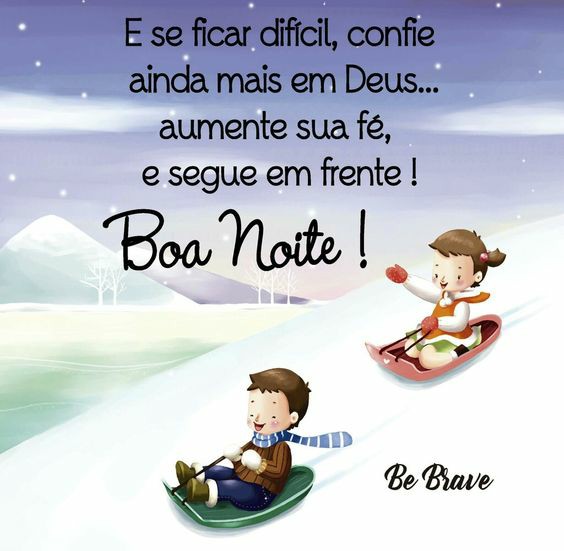 E se ficar difícil, confie
ainda mais em Deus...
aumente sua fé,
e segue em frente !
Boa Noite !
Be Brave